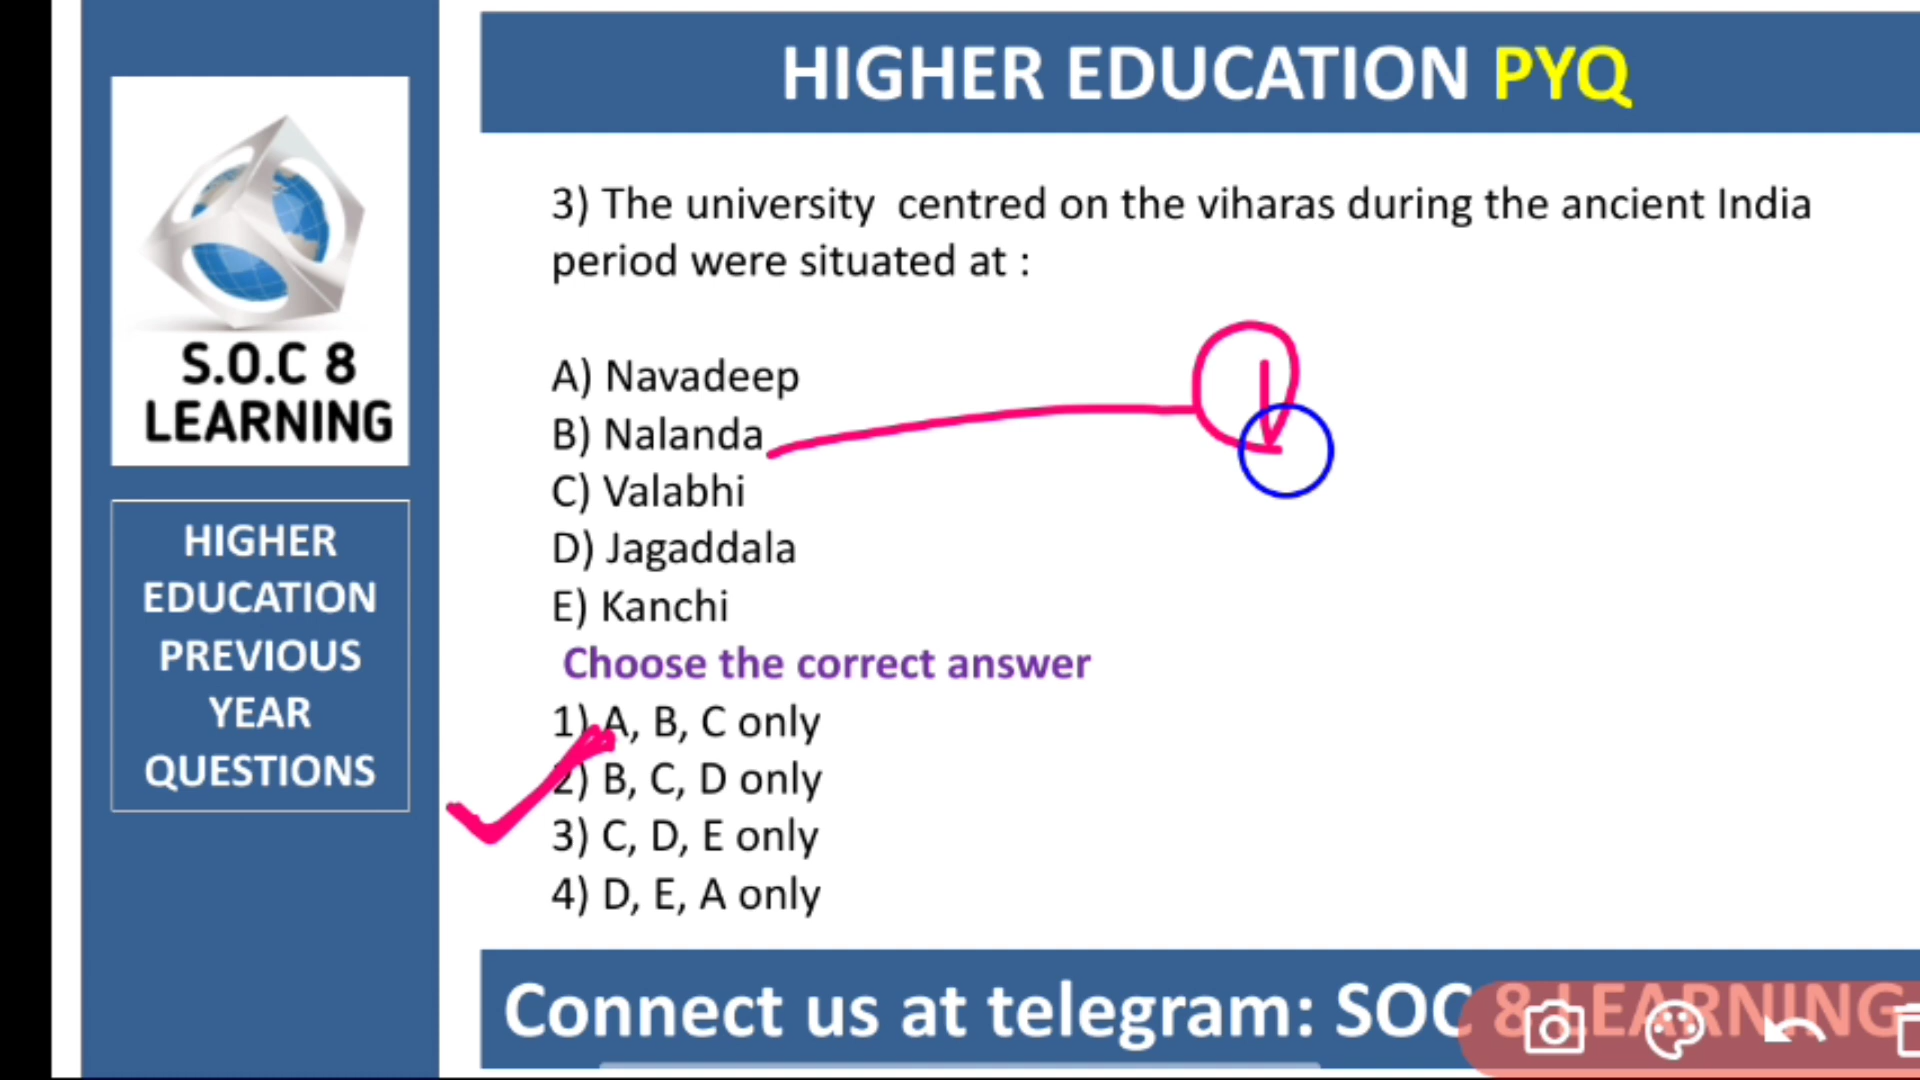 HIGHER EDUCATION PYQ
S.O.C 8
LEARNING
HIGHER
EDUCATION
PREVIOUS
YEAR
QUESTIONS
3) The university centred on the viharas during the ancient India
period were situated at :
A) Navadeep
B) Nalanda
C) Valabhi
D) Jagaddala
E) Kanchi
Choose the correct answer
1) A, B, C only
2) B, C, D only
3) C, D, E only
4) D, E, A only
Connect us at telegram: SOC 8 LEARNING